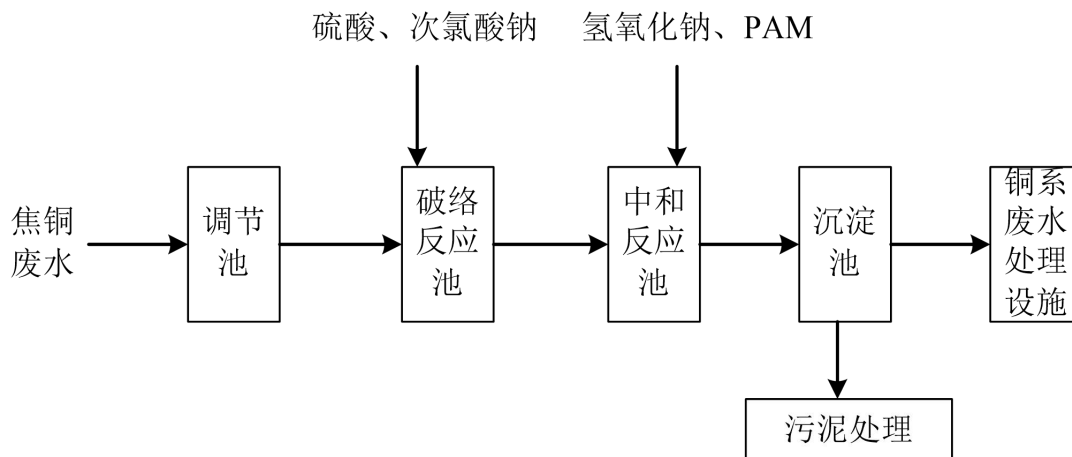 硫酸、次氯酸钠
氢氧化钠、PAM
焦铜
废水
调节
池
破络
反应
池
中和
反应
池
沉淀
池
铜系
废水
处理
设施
污泥处理